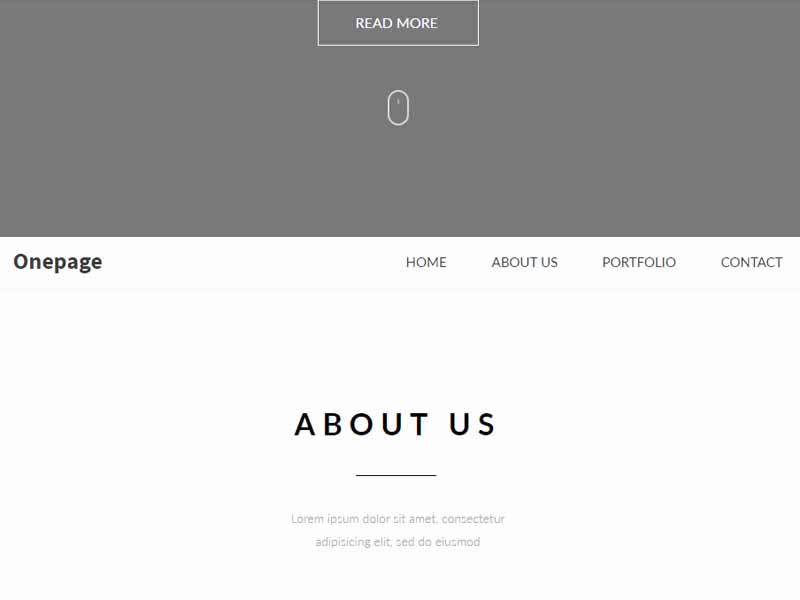 READ MORE
Onepage HOME ABOUT US PORTFOLIO CONTACT
ABOUT US
Lorem ipsum dolor sit amet, consectetur
adipisicing elit, sed do eiusmod